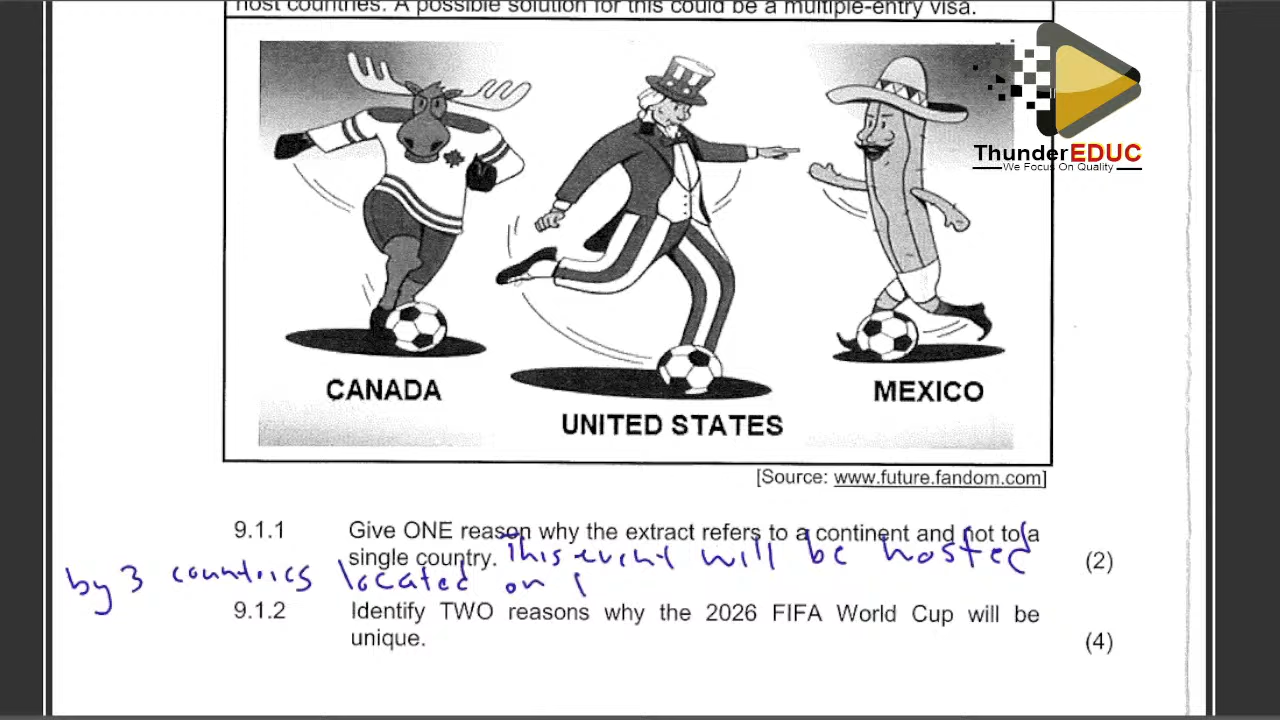 host countries. A possible solution for this could be a multiple-entry visa.
ThunderEDUC
We Focus On Quality
CANADA
UNITED STATES
MEXICO
[Source: www.future.fandom.com]
9.1.1 Give ONE reason why the extract refers to a continent and not to a
single country. This event will be hosted (2)
by 3 countries located on
9.1.2 Identify TWO reasons why the 2026 FIFA World Cup will be
unique. (4)